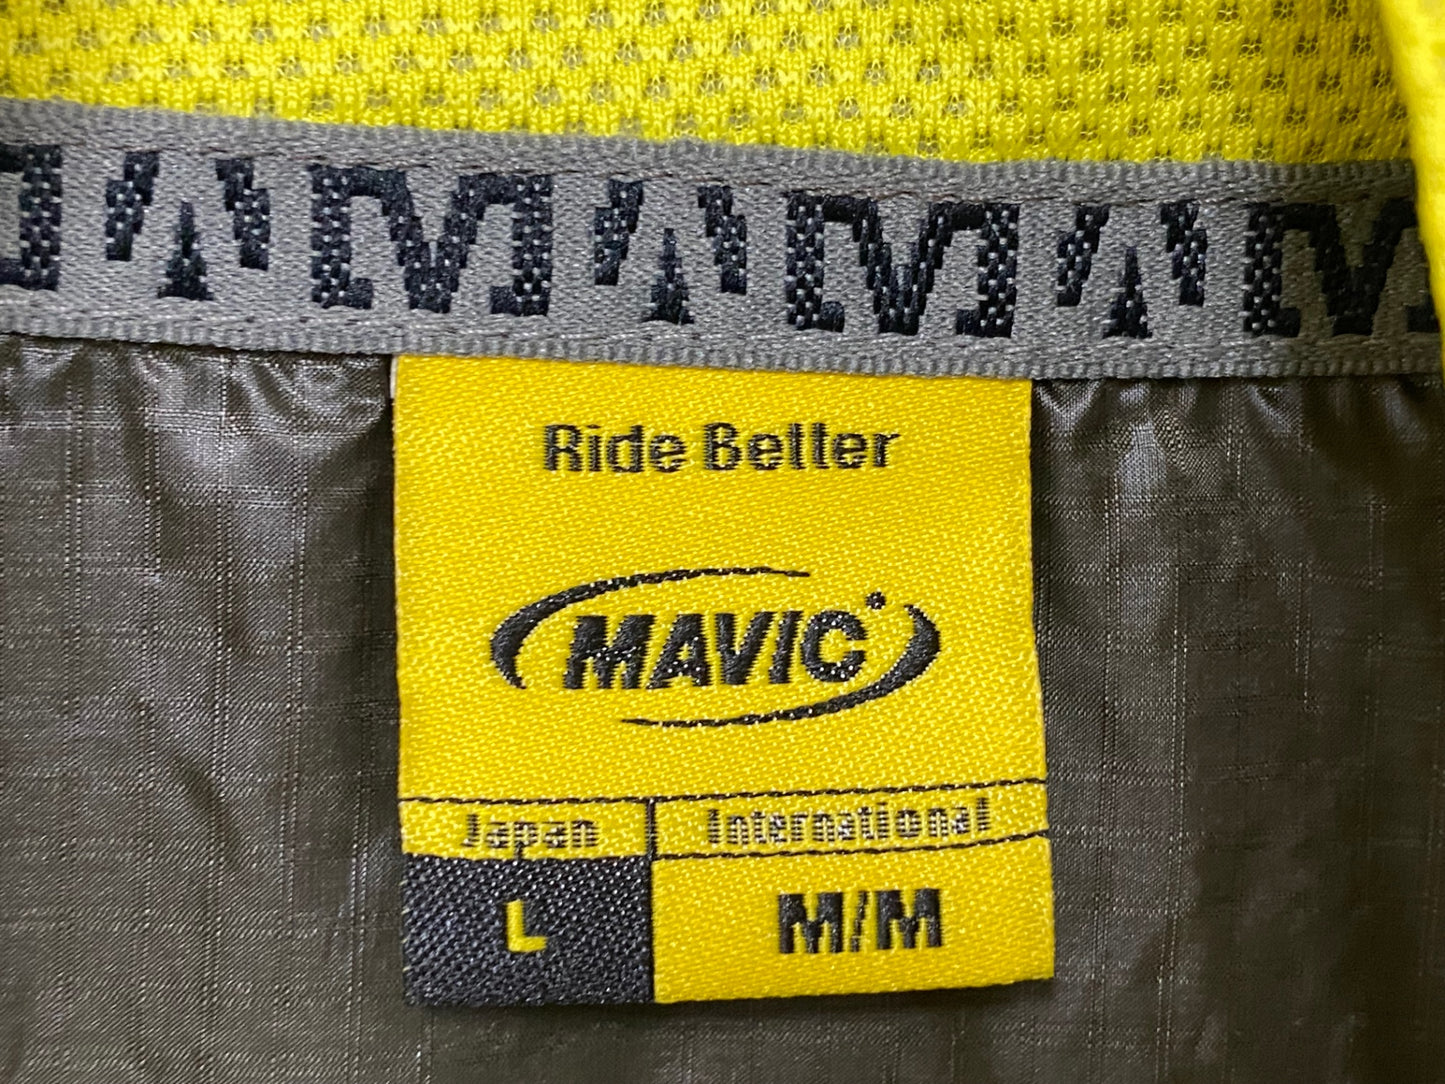 Ride Better
MAVIC
Japan International
L M/M